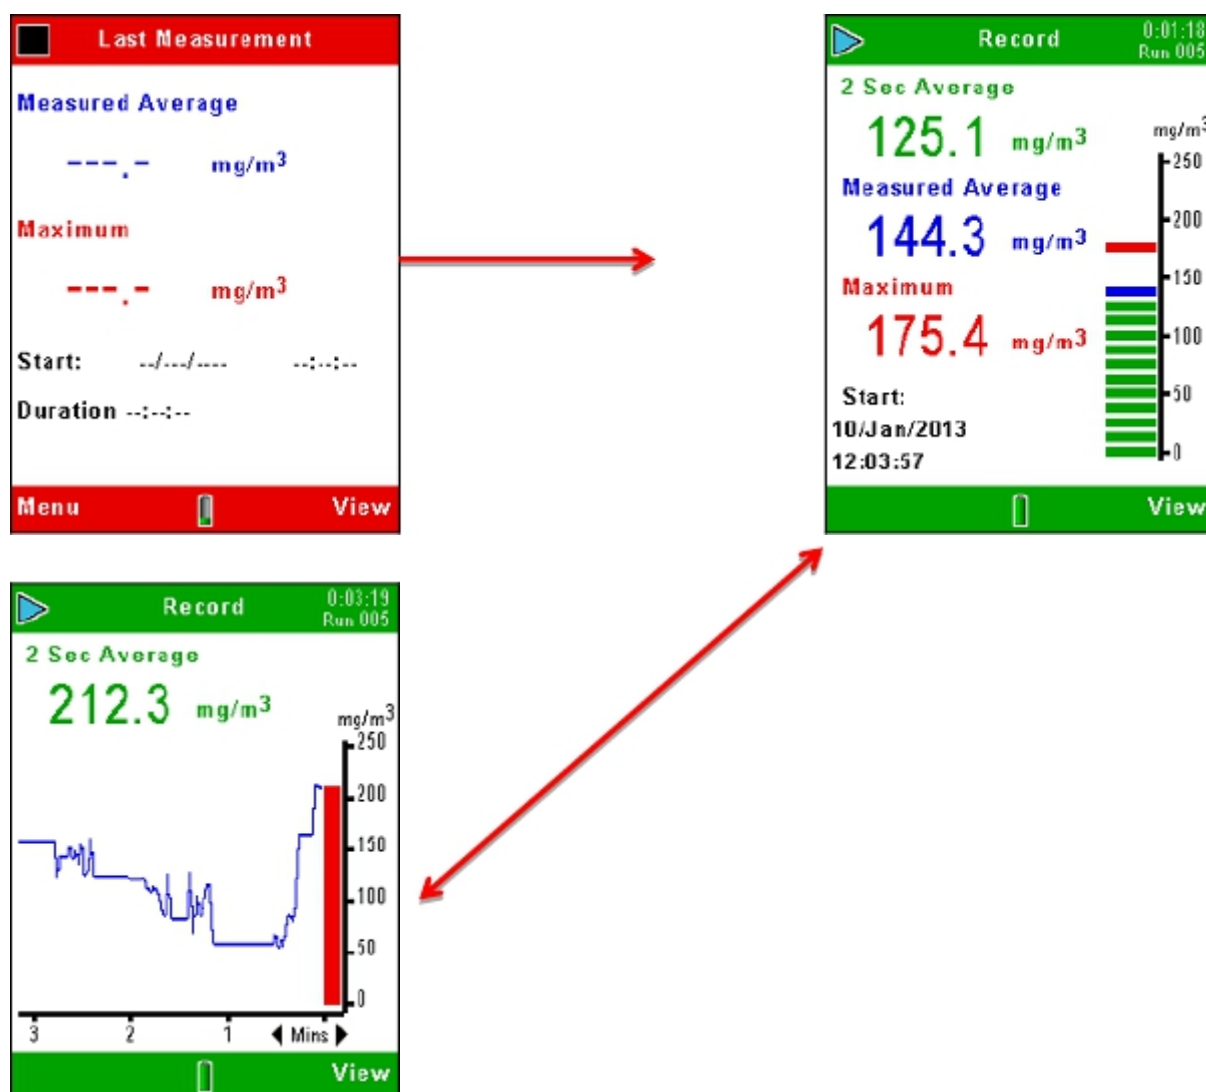 Last Measurement
Measured Average
---.- mg/m³
Maximum
---.- mg/m³
Start: --/---/---- --:--:--
Duration --:--:--
Menu View
Record 0:01:18
Run 005
2 Sec Average
125.1 mg/m³
mg/m³
Measured Average
144.3 mg/m³
Maximum
175.4 mg/m³
Start:
10/Jan/2013
12:03:57
250
200
150
100
50
0
View
Record 0:03:19
Run 005
2 Sec Average
212.3 mg/m³
mg/m³
250
200
150
100
50
0
3 2 1 Mins
View